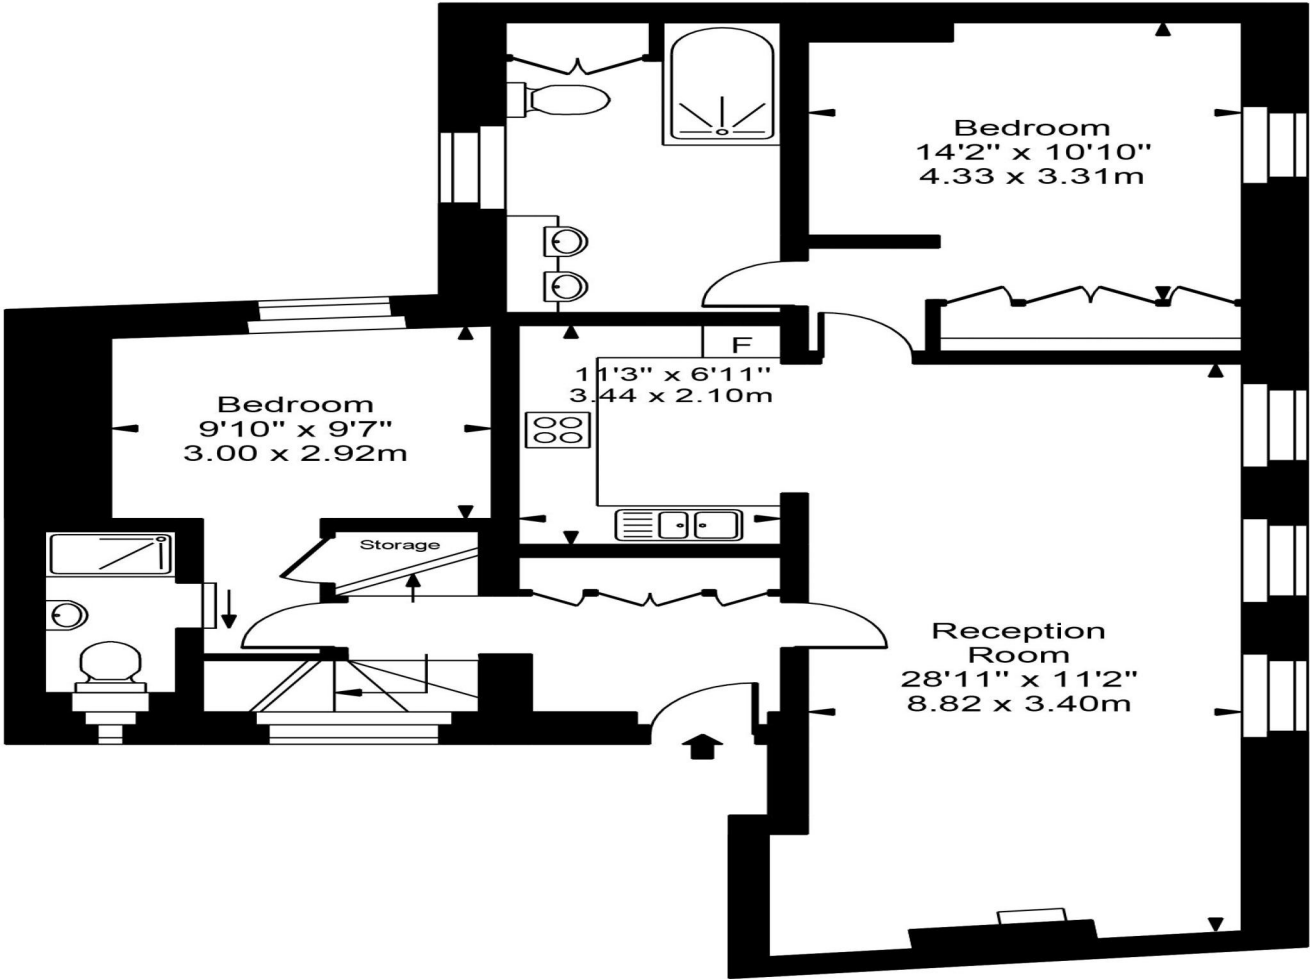 Bedroom
14'2" x 10'10"
4.33 x 3.31m
F
11'3" x 6'11"
3.44 x 2.10m
Bedroom
9'10" x 9'7"
3.00 x 2.92m
Storage
Reception
Room
28'11" x 11'2"
8.82 x 3.40m